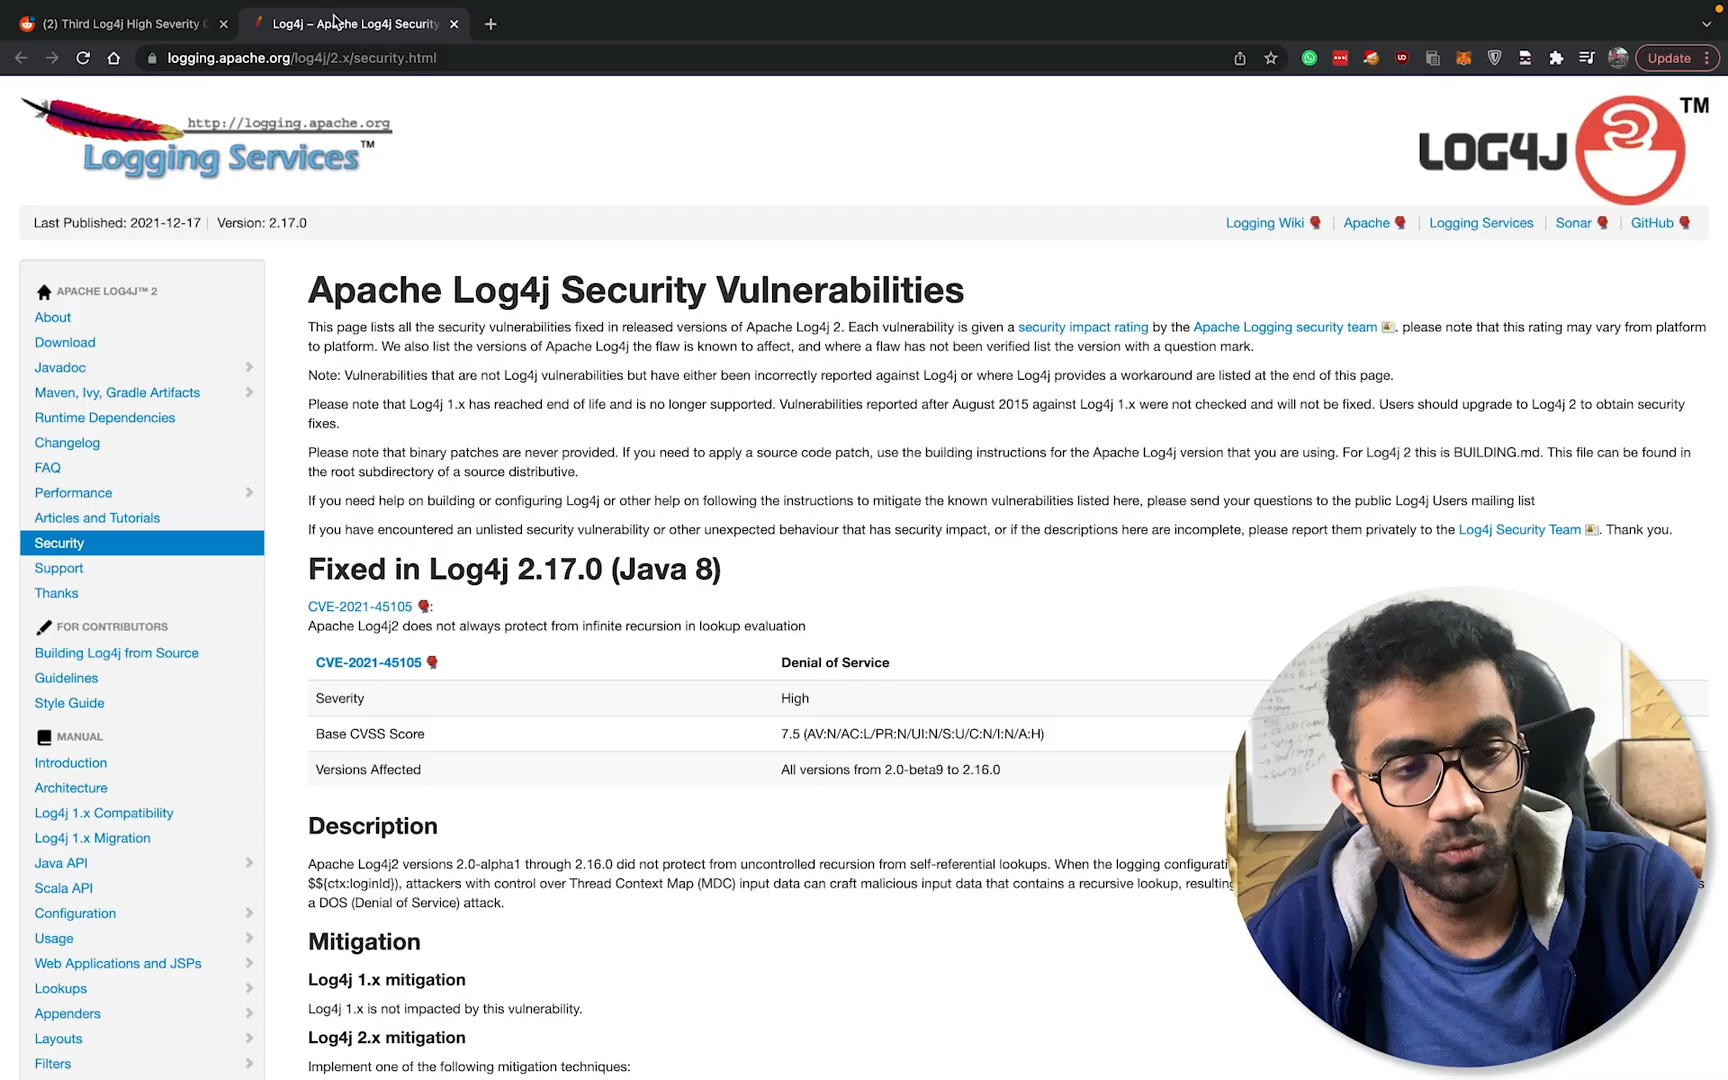 (2) Third Log4j High Severity C
Log4j – Apache Log4j Security
logging.apache.org/log4j/2.x/security.html
Update
http://logging.apache.org
Logging Services™
LOG4J
TM
Last Published: 2021-12-17 | Version: 2.17.0
Logging Wiki | Apache | Logging Services | Sonar | GitHub
APACHE LOG4J™ 2
About
Download
Javadoc
Maven, Ivy, Gradle Artifacts
Runtime Dependencies
Changelog
FAQ
Performance
Articles and Tutorials
Security
Support
Thanks
FOR CONTRIBUTORS
Building Log4j from Source
Guidelines
Style Guide
MANUAL
Introduction
Architecture
Log4j 1.x Compatibility
Log4j 1.x Migration
Java API
Scala API
Configuration
Usage
Web Applications and JSPs
Lookups
Appenders
Layouts
Filters
Apache Log4j Security Vulnerabilities
This page lists all the security vulnerabilities fixed in released versions of Apache Log4j 2. Each vulnerability is given a security impact rating by the Apache Logging security team. please note that this rating may vary from platform
to platform. We also list the versions of Apache Log4j the flaw is known to affect, and where a flaw has not been verified list the version with a question mark.
Note: Vulnerabilities that are not Log4j vulnerabilities but have either been incorrectly reported against Log4j or where Log4j provides a workaround are listed at the end of this page.
Please note that Log4j 1.x has reached end of life and is no longer supported. Vulnerabilities reported after August 2015 against Log4j 1.x were not checked and will not be fixed. Users should upgrade to Log4j 2 to obtain security
fixes.
Please note that binary patches are never provided. If you need to apply a source code patch, use the building instructions for the Apache Log4j version that you are using. For Log4j 2 this is BUILDING.md. This file can be found in
the root subdirectory of a source distributive.
If you need help on building or configuring Log4j or other help on following the instructions to mitigate the known vulnerabilities listed here, please send your questions to the public Log4j Users mailing list
If you have encountered an unlisted security vulnerability or other unexpected behaviour that has security impact, or if the descriptions here are incomplete, please report them privately to the Log4j Security Team. Thank you.
Fixed in Log4j 2.17.0 (Java 8)
CVE-2021-45105 :
Apache Log4j2 does not always protect from infinite recursion in lookup evaluation
CVE-2021-45105 Denial of Service
Severity High
Base CVSS Score 7.5 (AV:N/AC:L/PR:N/UI:N/S:U/C:N/I:N/A:H)
Versions Affected All versions from 2.0-beta9 to 2.16.0
Description
Apache Log4j2 versions 2.0-alpha1 through 2.16.0 did not protect from uncontrolled recursion from self-referential lookups. When the logging configurati
$${ctx:loginId}), attackers with control over Thread Context Map (MDC) input data can craft malicious input data that contains a recursive lookup, resulting
a DOS (Denial of Service) attack.
Mitigation
Log4j 1.x mitigation
Log4j 1.x is not impacted by this vulnerability.
Log4j 2.x mitigation
Implement one of the following mitigation techniques: